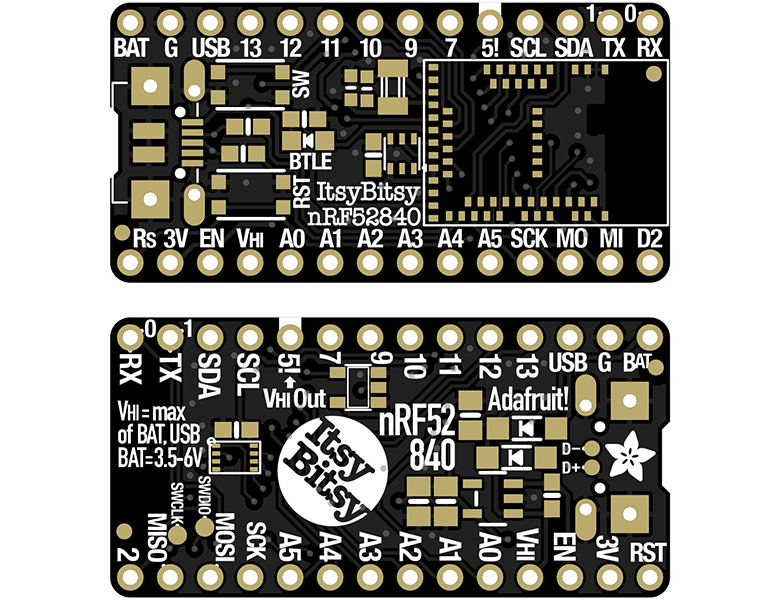 1 0
BAT G USB 13 12 11 10 9 7 5! SCL SDA TX RX
SW
BTLE
RST
ItsyBitsy
nRF52840
Rs 3V EN VHI A0 A1 A2 A3 A4 A5 SCK MO MI D2
0 1
RX TX SDA SCL 5! 7 9 10 11 12 13 USB G BAT
VHI Out
Adafruit!
VHI = max
of BAT, USB
BAT=3.5-6V
nRF52
840
Itsy
Bitsy
D-
D+
SWCLK
SWDIO
2 MISO MOSI SCK A5 A4 A3 A2 A1 A0 VHI EN 3V RST